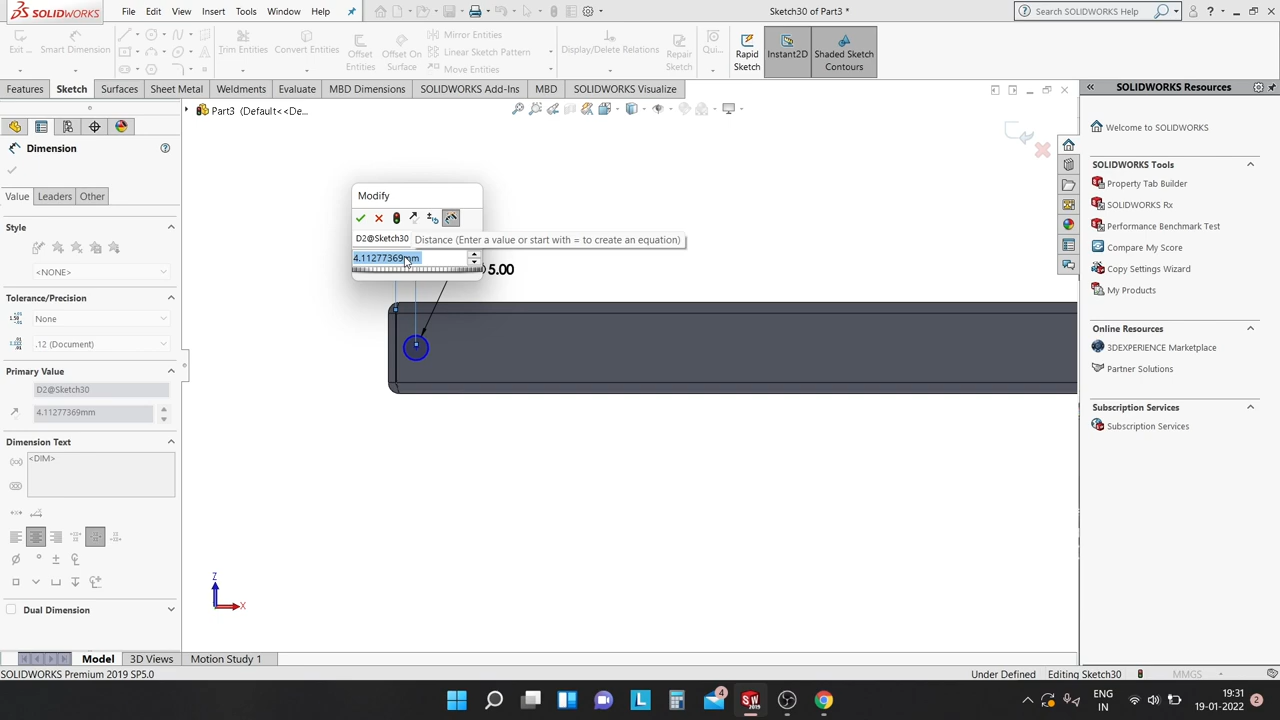 SOLIDWORKS
File Edit View Insert Tools Window Help
Sketch30 of Part3 *
Search SOLIDWORKS Help
Exit ...
Smart Dimension
Trim Entities
Convert Entities
Offset Entities
Offset On Surface
Mirror Entities
Linear Sketch Pattern
Move Entities
Display/Delete Relations
Repair Sketch
Qui...
Rapid Sketch
Instant2D
Shaded Sketch Contours
Features Sketch Surfaces Sheet Metal Weldments Evaluate MBD Dimensions SOLIDWORKS Add-Ins MBD SOLIDWORKS Visualize
Part3 (Default<<De...
Dimension
Value Leaders Other
Style
<NONE>
Tolerance/Precision
1.50
None
.12 (Document)
Primary Value
D2@Sketch30
4.11277369mm
Dimension Text
<DIM>
Dual Dimension
Modify
D2@Sketch30
Distance (Enter a value or start with = to create an equation)
4.11277369mm
5.00
Z
X
SOLIDWORKS Resources
Welcome to SOLIDWORKS
SOLIDWORKS Tools
Property Tab Builder
SOLIDWORKS Rx
Performance Benchmark Test
Compare My Score
Copy Settings Wizard
My Products
Online Resources
3DEXPERIENCE Marketplace
Partner Solutions
Subscription Services
Subscription Services
Model 3D Views Motion Study 1
SOLIDWORKS Premium 2019 SP5.0
Under Defined Editing Sketch30 MMGS
4
ENG
IN
19:31
19-01-2022